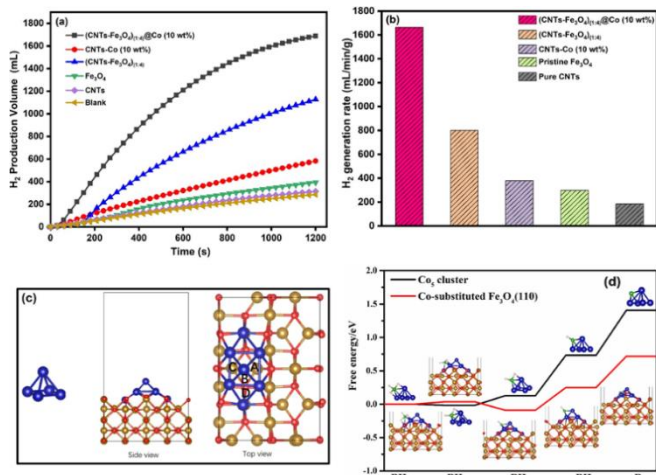 (a)
H₂ Production Volume (mL)
1800
1600
1400
1200
1000
800
600
400
200
0
(CNTs-Fe₃O₄)₍₁:₄₎@Co (10 wt%)
CNTs-Co (10 wt%)
(CNTs-Fe₃O₄)₍₁:₄₎
Fe₃O₄
CNTs
Blank
0 200 400 600 800 1000 1200
Time (s)
(b)
H₂ generation rate (mL/min/g)
1800
1600
1400
1200
1000
800
600
400
200
0
(CNTs-Fe₃O₄)₍₁:₄₎@Co (10 wt%)
(CNTs-Fe₃O₄)₍₁:₄₎
CNTs-Co (10 wt%)
Pristine Fe₃O₄
Pure CNTs
(c)
C A
B
D
Side view
Top view
(d)
Free energy/eV
2.0
1.5
1.0
0.5
0.0
-0.5
-1.0
Co₅ cluster
Co-substituted Fe₃O₄(110)